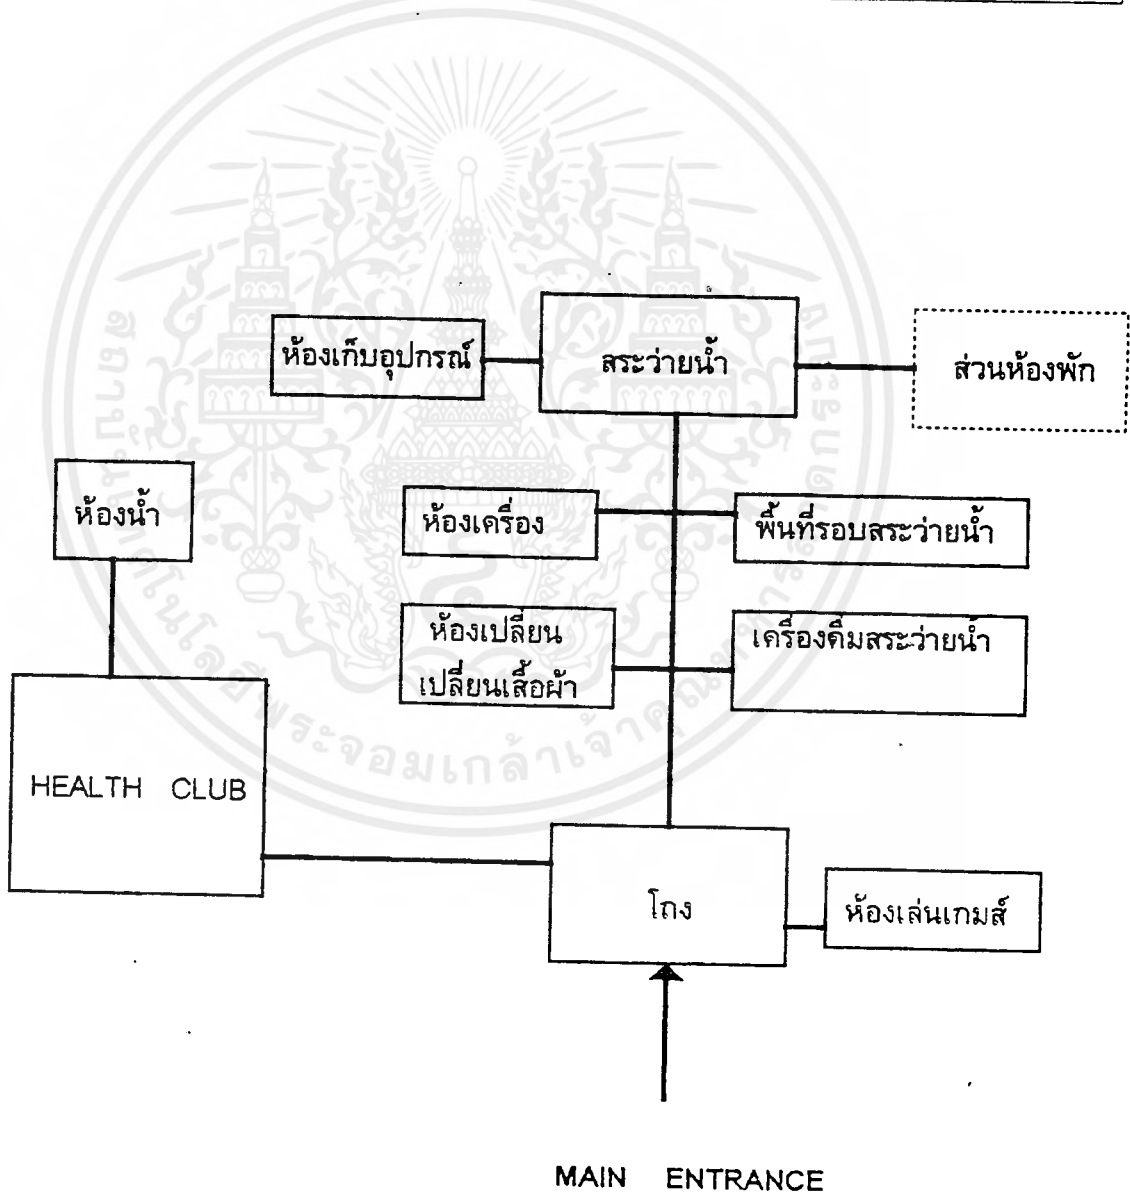 สระว่ายน้ำ
ห้องเก็บอุปกรณ์
ส่วนห้องพัก
ห้องน้ำ
ห้องเครื่อง
พื้นที่รอบสระว่ายน้ำ
ห้องเปลี่ยน
เปลี่ยนเสื้อผ้า
เครื่องดื่มสระว่ายน้ำ
HEALTH CLUB
โถง
ห้องเล่นเกมส์
MAIN ENTRANCE